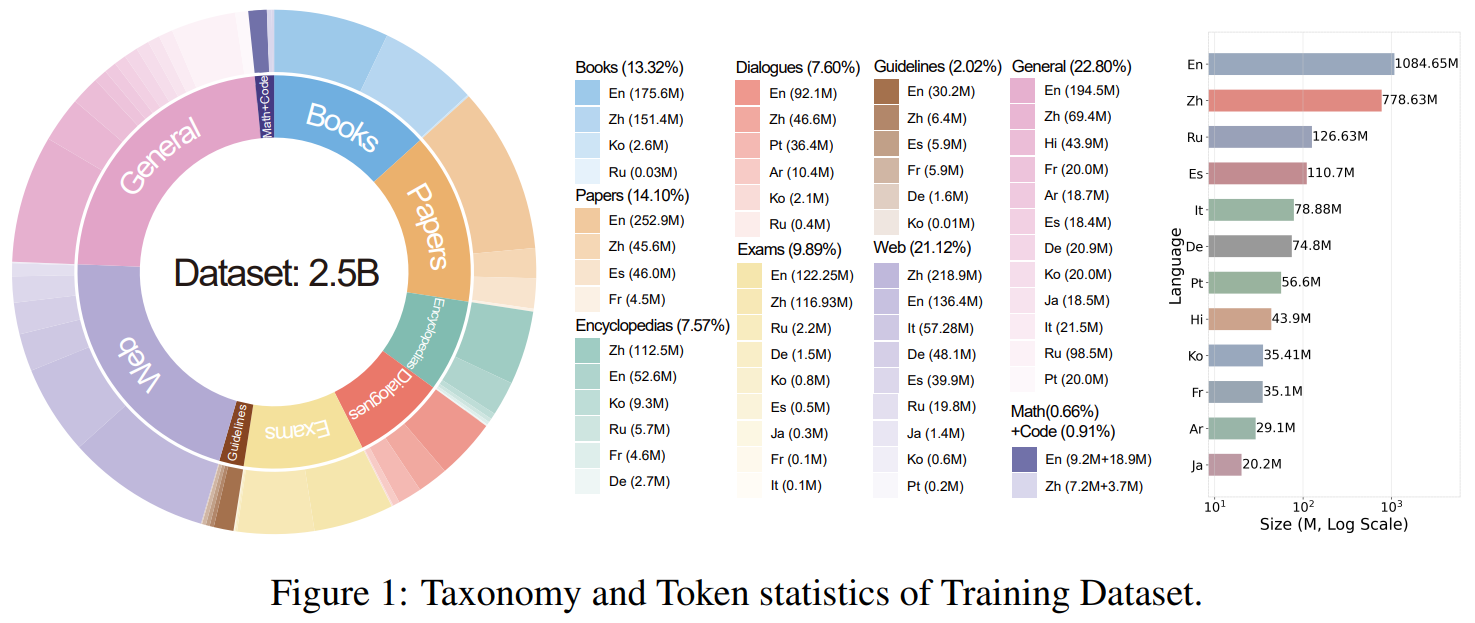 Math+Code
Books
Papers
Encyclopedias
Dialogues
Exams
Guidelines
Web
General
Dataset: 2.5B
Books (13.32%)
En (175.6M)
Zh (151.4M)
Ko (2.6M)
Ru (0.03M)
Papers (14.10%)
En (252.9M)
Zh (45.6M)
Es (46.0M)
Fr (4.5M)
Encyclopedias (7.57%)
Zh (112.5M)
En (52.6M)
Ko (9.3M)
Ru (5.7M)
Fr (4.6M)
De (2.7M)
Dialogues (7.60%)
En (92.1M)
Zh (46.6M)
Pt (36.4M)
Ar (10.4M)
Ko (2.1M)
Ru (0.4M)
Exams (9.89%)
En (122.25M)
Zh (116.93M)
Ru (2.2M)
De (1.5M)
Ko (0.8M)
Es (0.5M)
Ja (0.3M)
Fr (0.1M)
It (0.1M)
Guidelines (2.02%)
En (30.2M)
Zh (6.4M)
Es (5.9M)
Fr (5.9M)
De (1.6M)
Ko (0.01M)
Web (21.12%)
Zh (218.9M)
En (136.4M)
It (57.28M)
De (48.1M)
Es (39.9M)
Ru (19.8M)
Ja (1.4M)
Ko (0.6M)
Pt (0.2M)
General (22.80%)
En (194.5M)
Zh (69.4M)
Hi (43.9M)
Fr (20.0M)
Ar (18.7M)
Es (18.4M)
De (20.9M)
Ko (20.0M)
Ja (18.5M)
It (21.5M)
Ru (98.5M)
Pt (20.0M)
Math(0.66%)
+Code (0.91%)
En (9.2M+18.9M)
Zh (7.2M+3.7M)
Language
En 1084.65M
Zh 778.63M
Ru 126.63M
Es 110.7M
It 78.88M
De 74.8M
Pt 56.6M
Hi 43.9M
Ko 35.41M
Fr 35.1M
Ar 29.1M
Ja 20.2M
10¹ 10² 10³
Size (M, Log Scale)
Figure 1: Taxonomy and Token statistics of Training Dataset.